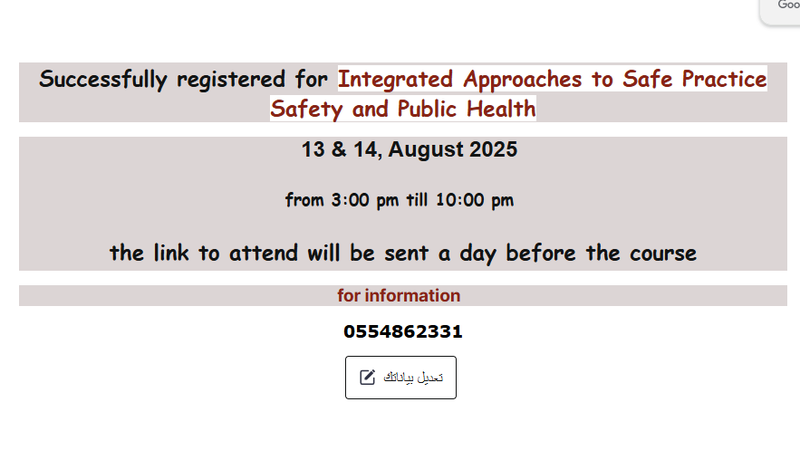 Successfully registered for Integrated Approaches to Safe Practice
Safety and Public Health
13 & 14, August 2025
from 3:00 pm till 10:00 pm
the link to attend will be sent a day before the course
for information
0554862331
تعديل بياناتك